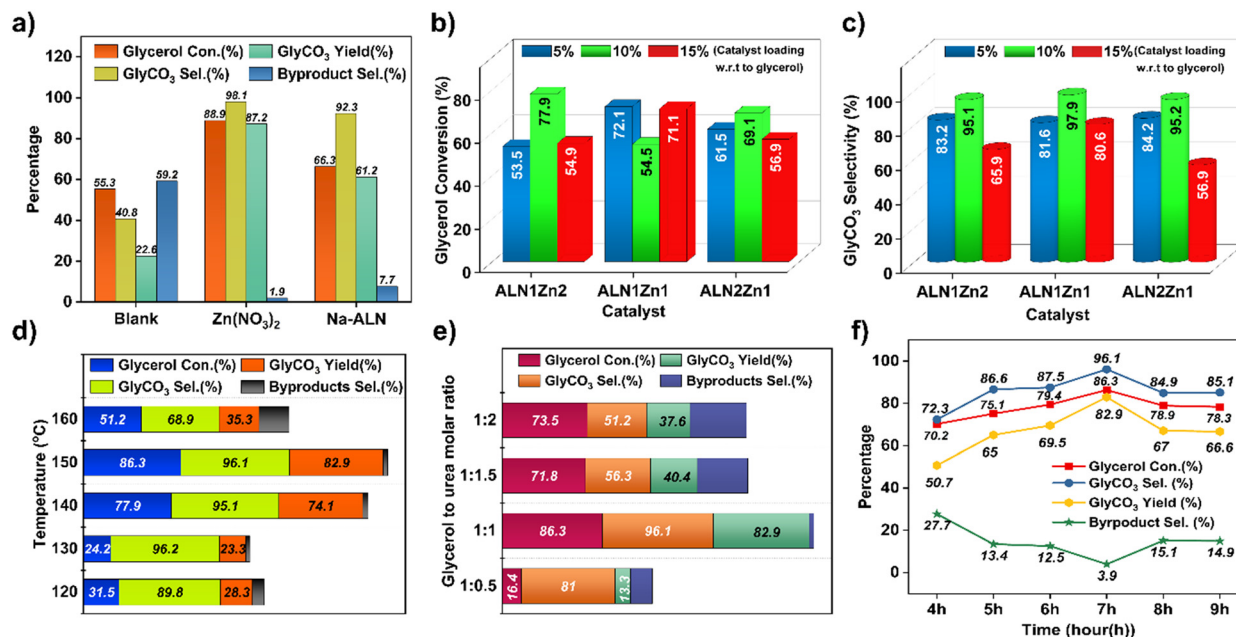 a)
Glycerol Con.(%) GlyCO₃ Yield(%)
GlyCO₃ Sel.(%) Byproduct Sel.(%)
Percentage
120
100
80
60
40
20
0
55.3 40.8 22.6 59.2
88.9 98.1 87.2 1.9
66.3 92.3 61.2 7.7
Blank Zn(NO₃)₂ Na-ALN
b)
5% 10% 15% (Catalyst loading
w.r.t to glycerol)
Glycerol Conversion (%)
80
60
40
20
0
53.5 77.9 54.9
72.1 54.5 71.1
61.5 69.1 56.9
ALN1Zn2 ALN1Zn1 ALN2Zn1
Catalyst
c)
5% 10% 15% (Catalyst loading
w.r.t to glycerol)
GlyCO₃ Selectivity (%)
100
80
60
40
20
0
83.2 95.1 65.9
81.6 97.9 80.6
84.2 95.2 56.9
ALN1Zn2 ALN1Zn1 ALN2Zn1
Catalyst
d)
Glycerol Con.(%) GlyCO₃ Yield(%)
GlyCO₃ Sel.(%) Byproducts Sel.(%)
Temperature (°C)
160 51.2 68.9 35.3
150 86.3 96.1 82.9
140 77.9 95.1 74.1
130 24.2 96.2 23.3
120 31.5 89.8 28.3
e)
Glycerol Con.(%) GlyCO₃ Yield(%)
GlyCO₃ Sel.(%) Byproducts Sel.(%)
Glycerol to urea molar ratio
1:2 73.5 51.2 37.6
1:11.5 71.8 56.3 40.4
1:1 86.3 96.1 82.9
1:0.5 16.4 81 13.3
f)
Percentage
100
80
60
40
20
0
72.3 86.6 87.5 96.1 84.9 85.1
70.2 75.1 79.4 86.3 78.9 78.3
50.7 65 69.5 82.9 67 66.6
27.7 13.4 12.5 3.9 15.1 14.9
Glycerol Con.(%)
GlyCO₃ Sel. (%)
GlyCO₃ Yield (%)
Byrpoduct Sel. (%)
4h 5h 6h 7h 8h 9h
Time (hour(h))